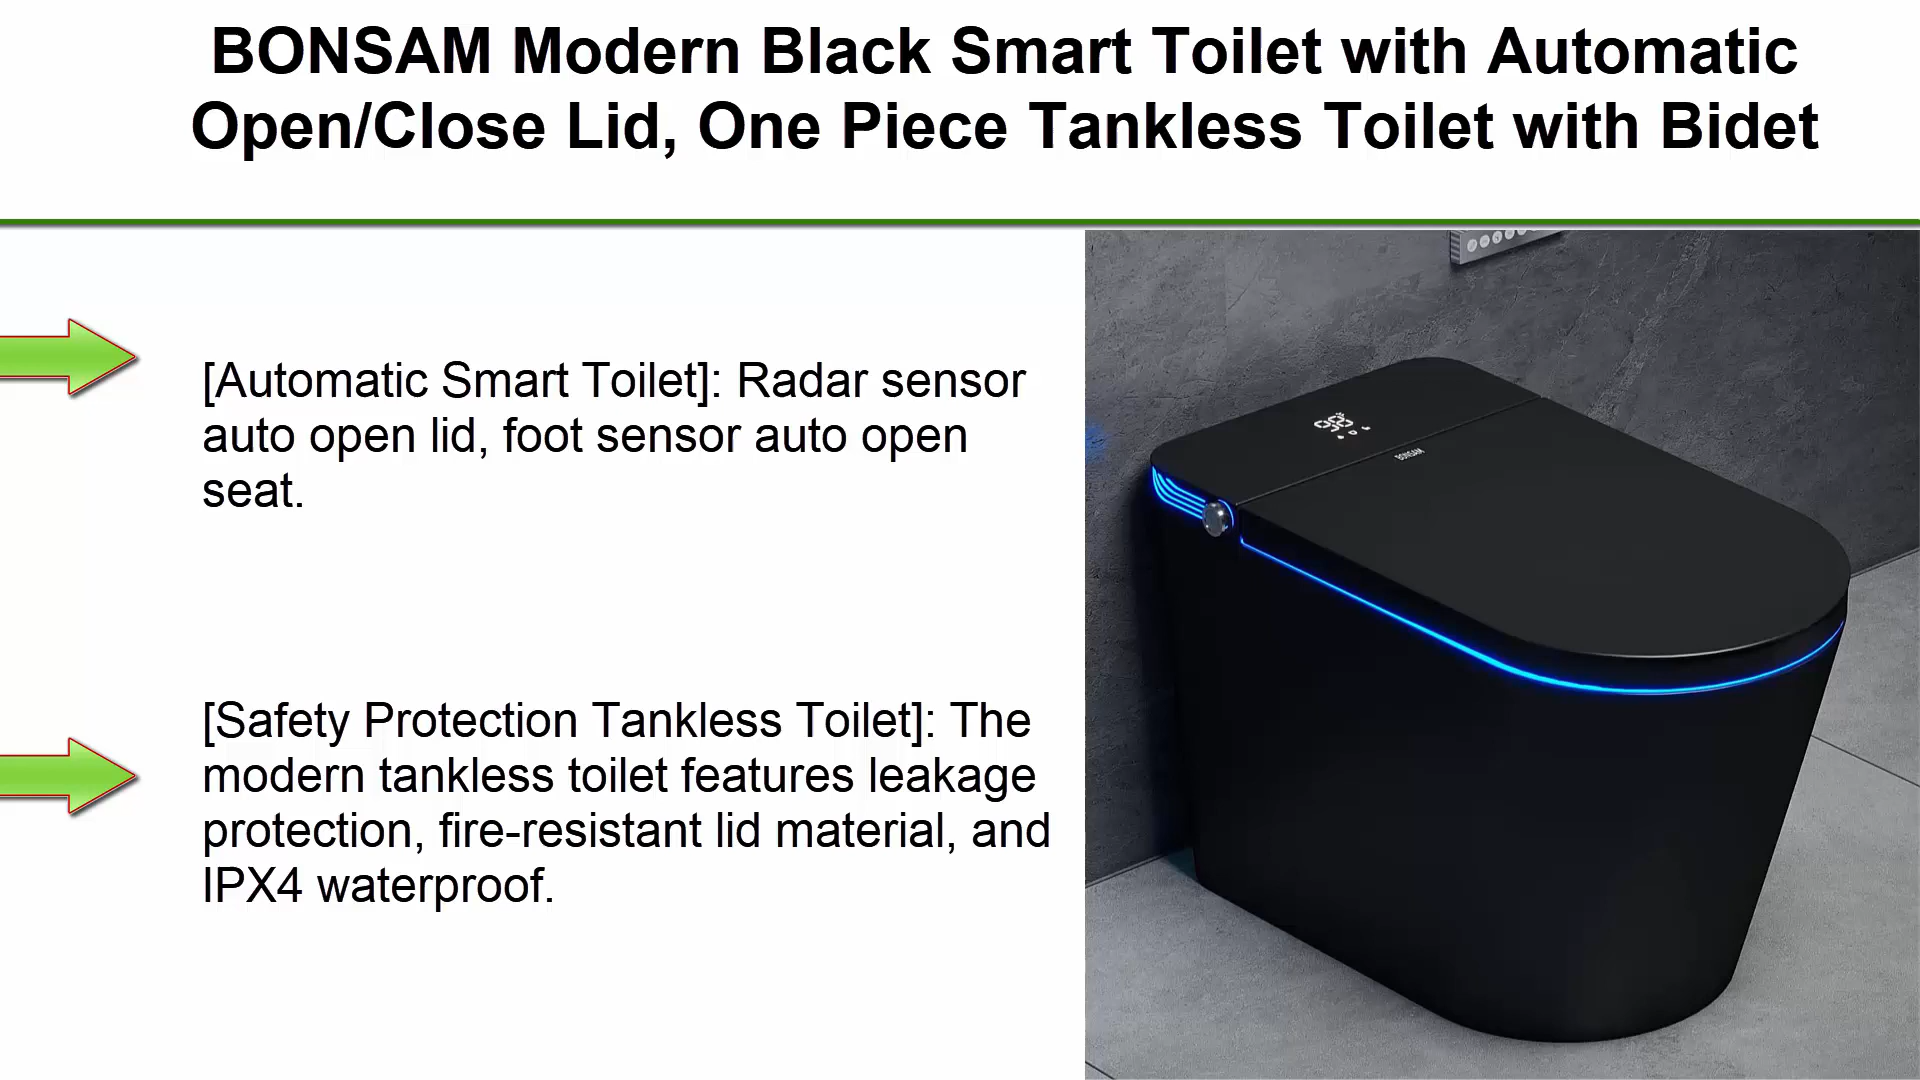 BONSAM Modern Black Smart Toilet with Automatic
Open/Close Lid, One Piece Tankless Toilet with Bidet
[Automatic Smart Toilet]: Radar sensor
auto open lid, foot sensor auto open
seat.
[Safety Protection Tankless Toilet]: The
modern tankless toilet features leakage
protection, fire-resistant lid material, and
IPX4 waterproof.
BONSAM